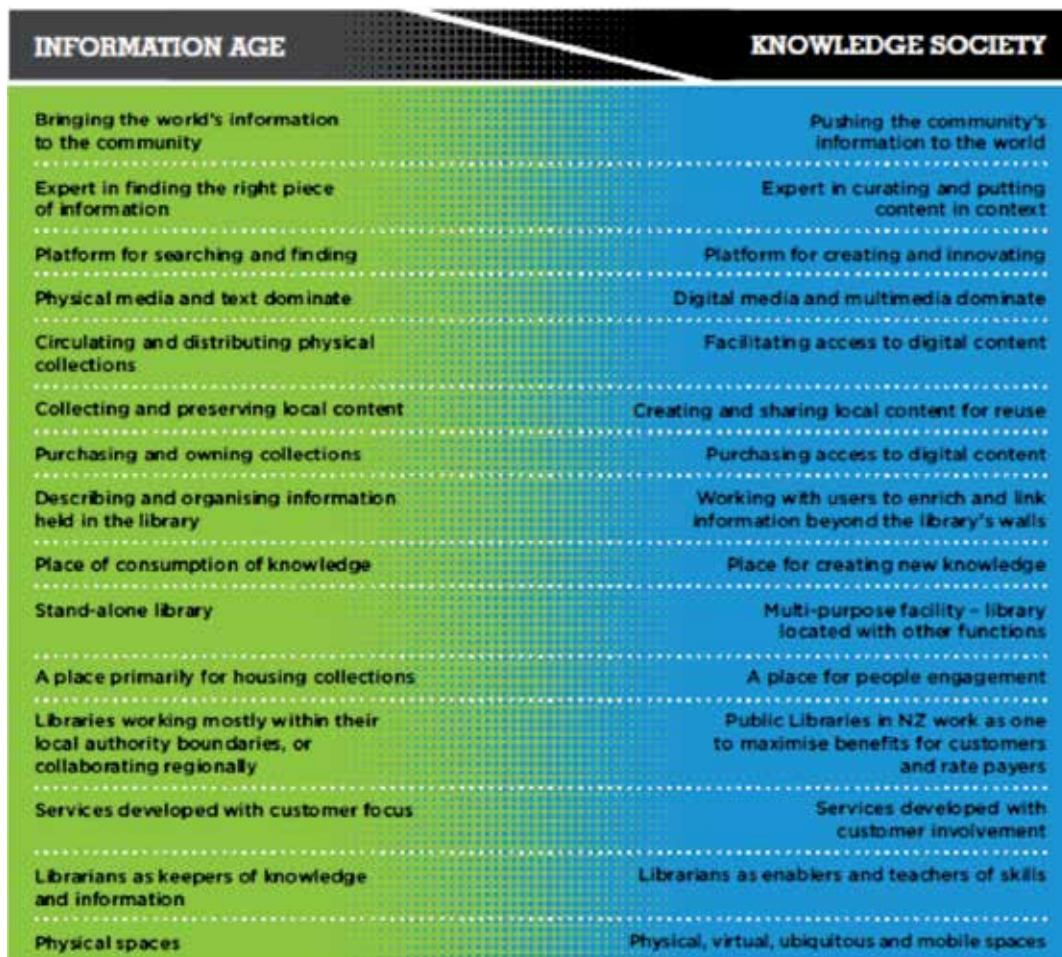 INFORMATION AGE
KNOWLEDGE SOCIETY
Bringing the world's information
to the community
Pushing the community's
information to the world
Expert in finding the right piece
of information
Expert in curating and putting
content in context
Platform for searching and finding
Platform for creating and innovating
Physical media and text dominate
Digital media and multimedia dominate
Circulating and distributing physical
collections
Facilitating access to digital content
Collecting and preserving local content
Creating and sharing local content for reuse
Purchasing and owning collections
Purchasing access to digital content
Describing and organising information
held in the library
Working with users to enrich and link
information beyond the library's walls
Place of consumption of knowledge
Place for creating new knowledge
Stand-alone library
Multi-purpose facility – library
located with other functions
A place primarily for housing collections
A place for people engagement
Libraries working mostly within their
local authority boundaries, or
collaborating regionally
Public Libraries in NZ work as one
to maximise benefits for customers
and rate payers
Services developed with customer focus
Services developed with
customer involvement
Librarians as keepers of knowledge
and information
Librarians as enablers and teachers of skills
Physical spaces
Physical, virtual, ubiquitous and mobile spaces